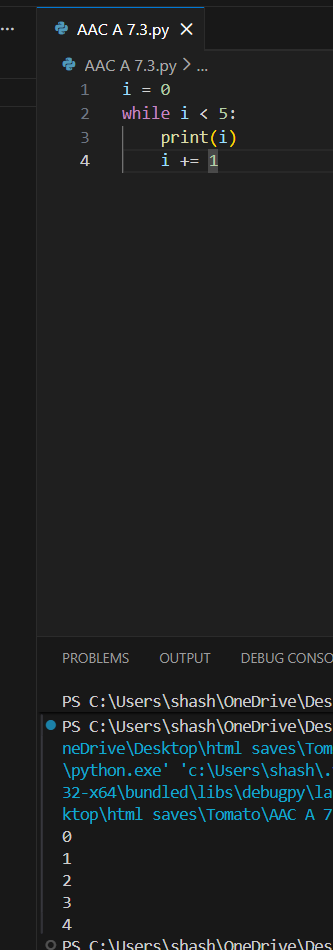 ...
AAC A 7.3.py ×
AAC A 7.3.py > ...
1 i = 0
2 while i < 5:
3     print(i)
4     i += 1
PROBLEMS OUTPUT DEBUG CONSO
PS C:\Users\shash\OneDrive\Des
PS C:\Users\shash\OneDrive\Des
neDrive\Desktop\html saves\Tom
\python.exe' 'c:\Users\shash\.
32-x64\bundled\libs\debugpy\la
ktop\html saves\Tomato\AAC A 7
0
1
2
3
4
PS C:\Users\shash\OneDrive\Des